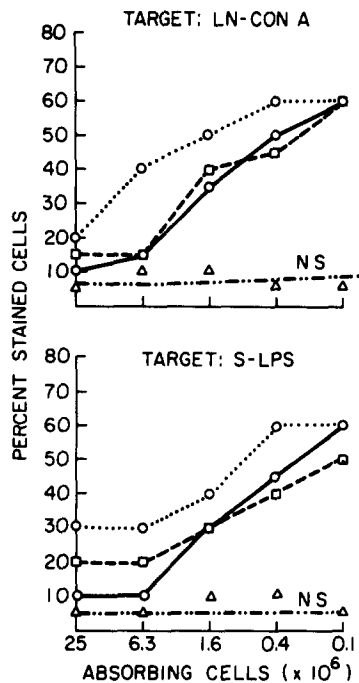 TARGET: LN-CON A
80
70
60
50
40
30
20
10
NS
TARGET: S-LPS
80
70
60
50
40
30
20
10
NS
25 6.3 1.6 0.4 0.1
ABSORBING CELLS (x 10⁶)
PERCENT STAINED CELLS